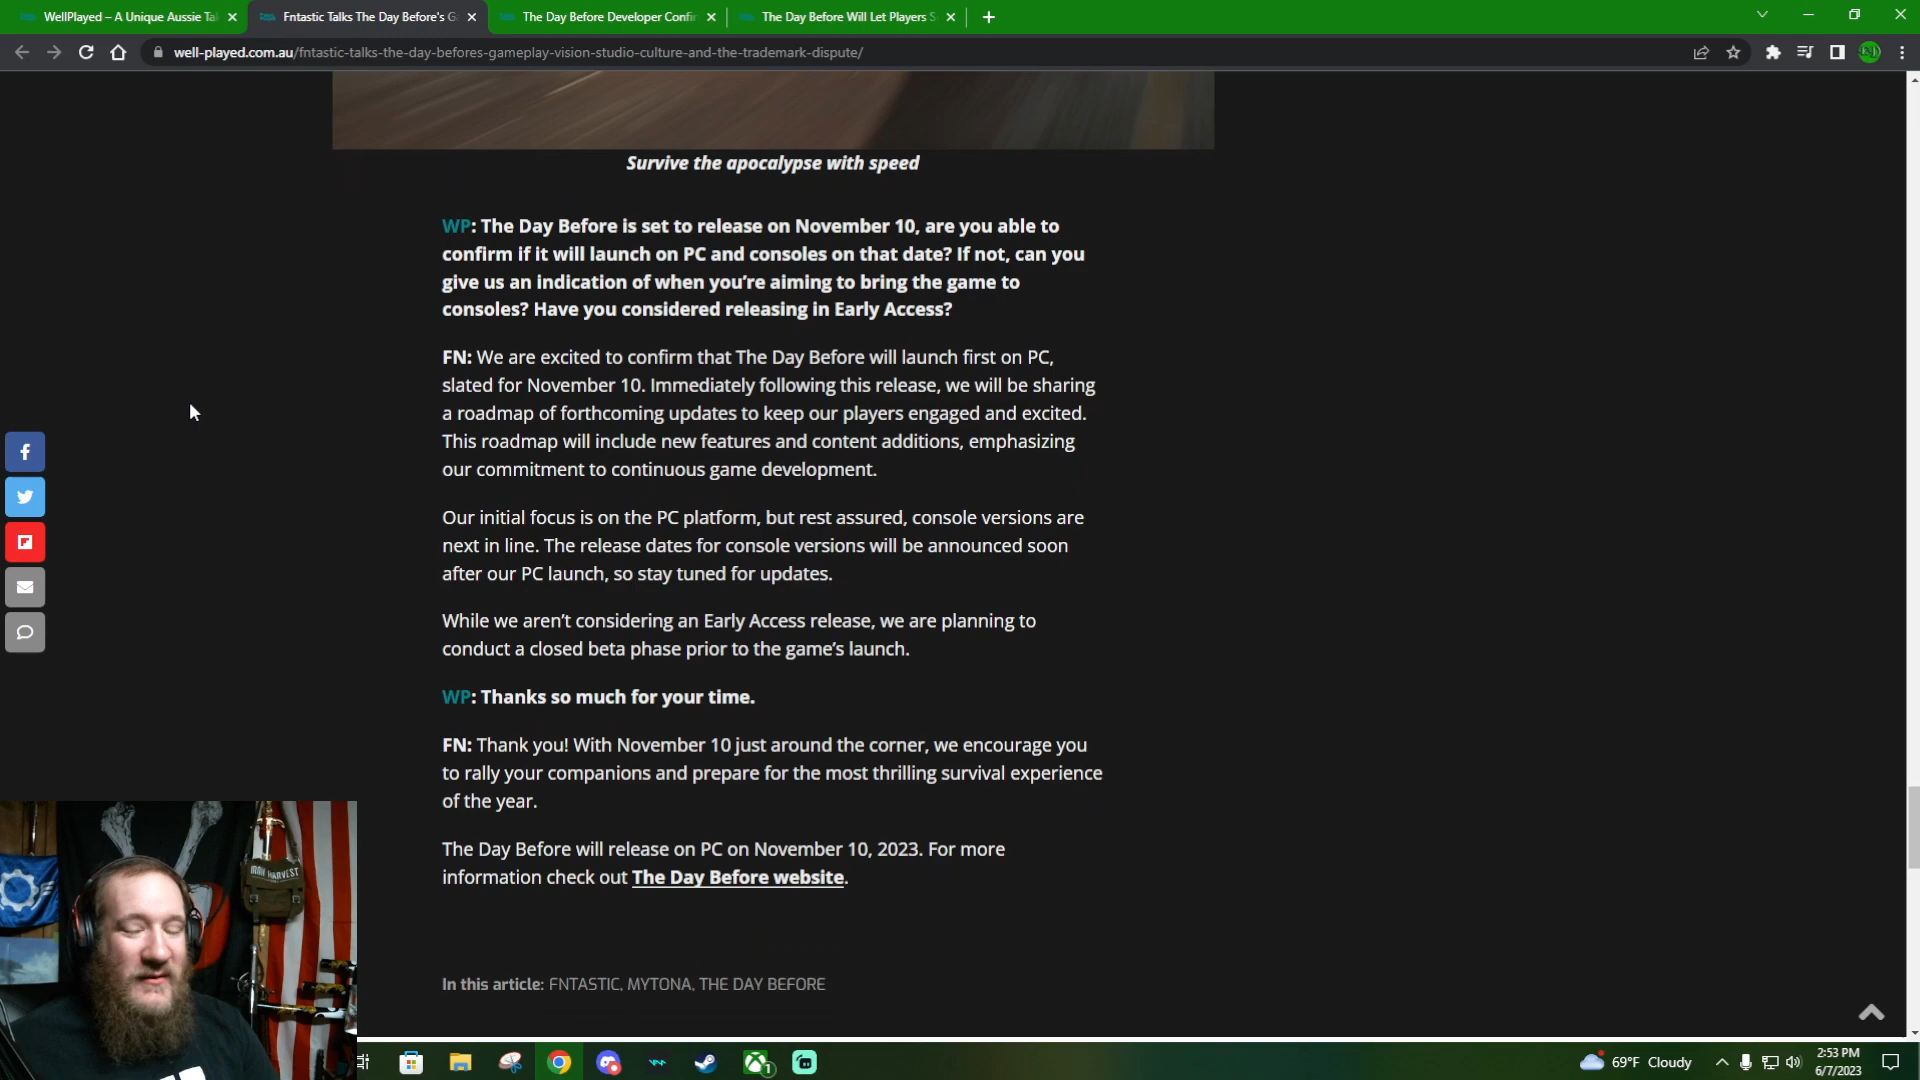 WellPlayed – A Unique Aussie Ta
Fntastic Talks The Day Before's G
The Day Before Developer Confir
The Day Before Will Let Players S
well-played.com.au/fntastic-talks-the-day-befores-gameplay-vision-studio-culture-and-the-trademark-dispute/
Survive the apocalypse with speed
WP: The Day Before is set to release on November 10, are you able to
confirm if it will launch on PC and consoles on that date? If not, can you
give us an indication of when you’re aiming to bring the game to
consoles? Have you considered releasing in Early Access?
FN: We are excited to confirm that The Day Before will launch first on PC,
slated for November 10. Immediately following this release, we will be sharing
a roadmap of forthcoming updates to keep our players engaged and excited.
This roadmap will include new features and content additions, emphasizing
our commitment to continuous game development.
Our initial focus is on the PC platform, but rest assured, console versions are
next in line. The release dates for console versions will be announced soon
after our PC launch, so stay tuned for updates.
While we aren’t considering an Early Access release, we are planning to
conduct a closed beta phase prior to the game’s launch.
WP: Thanks so much for your time.
FN: Thank you! With November 10 just around the corner, we encourage you
to rally your companions and prepare for the most thrilling survival experience
of the year.
The Day Before will release on PC on November 10, 2023. For more
information check out The Day Before website.
In this article: FNTASTIC, MYTONA, THE DAY BEFORE
IRON HARVEST
1
69°F Cloudy
2:53 PM
6/7/2023